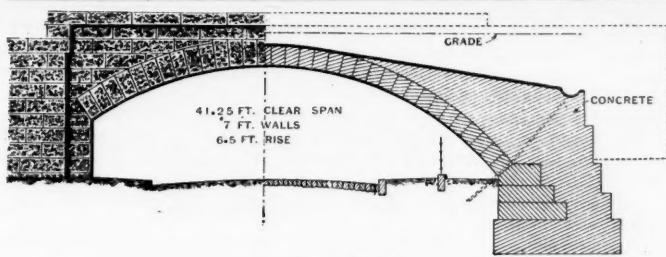 GRADE
CONCRETE
41.25 FT. CLEAR SPAN
7 FT. WALLS
6.5 FT. RISE